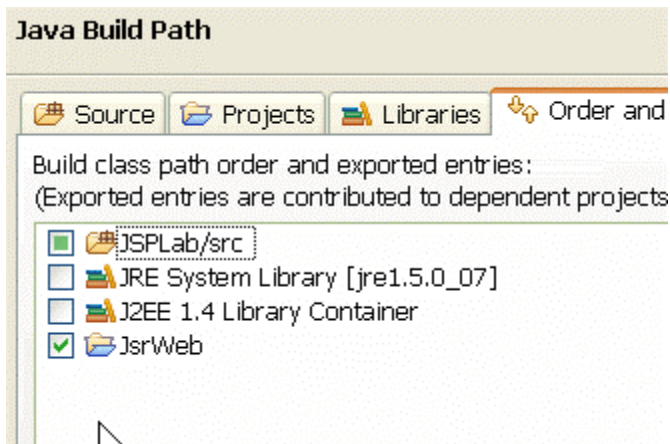 Java Build Path
Source Projects Libraries Order and
Build class path order and exported entries:
(Exported entries are contributed to dependent projects
JSPLab/src
JRE System Library [jre1.5.0_07]
J2EE 1.4 Library Container
JsrWeb